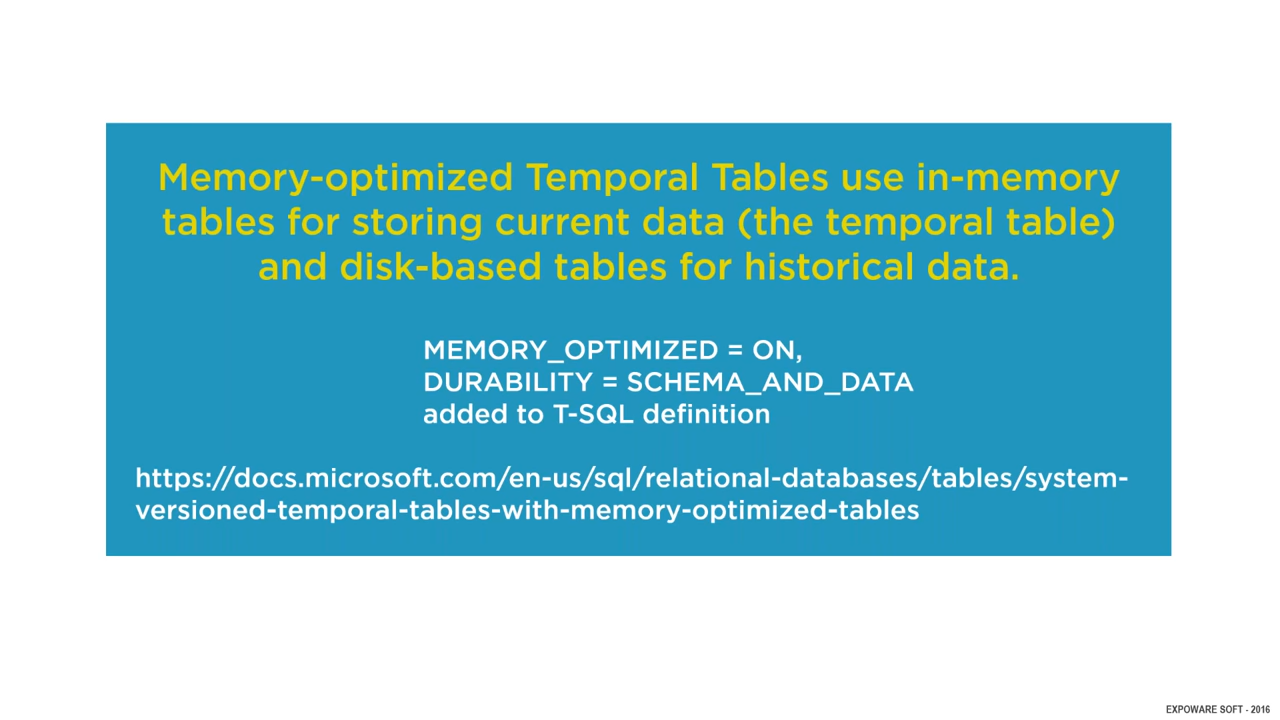 Memory-optimized Temporal Tables use in-memory
tables for storing current data (the temporal table)
and disk-based tables for historical data.
MEMORY_OPTIMIZED = ON,
DURABILITY = SCHEMA_AND_DATA
added to T-SQL definition
https://docs.microsoft.com/en-us/sql/relational-databases/tables/system-
versioned-temporal-tables-with-memory-optimized-tables
EXPOWARE SOFT - 2016